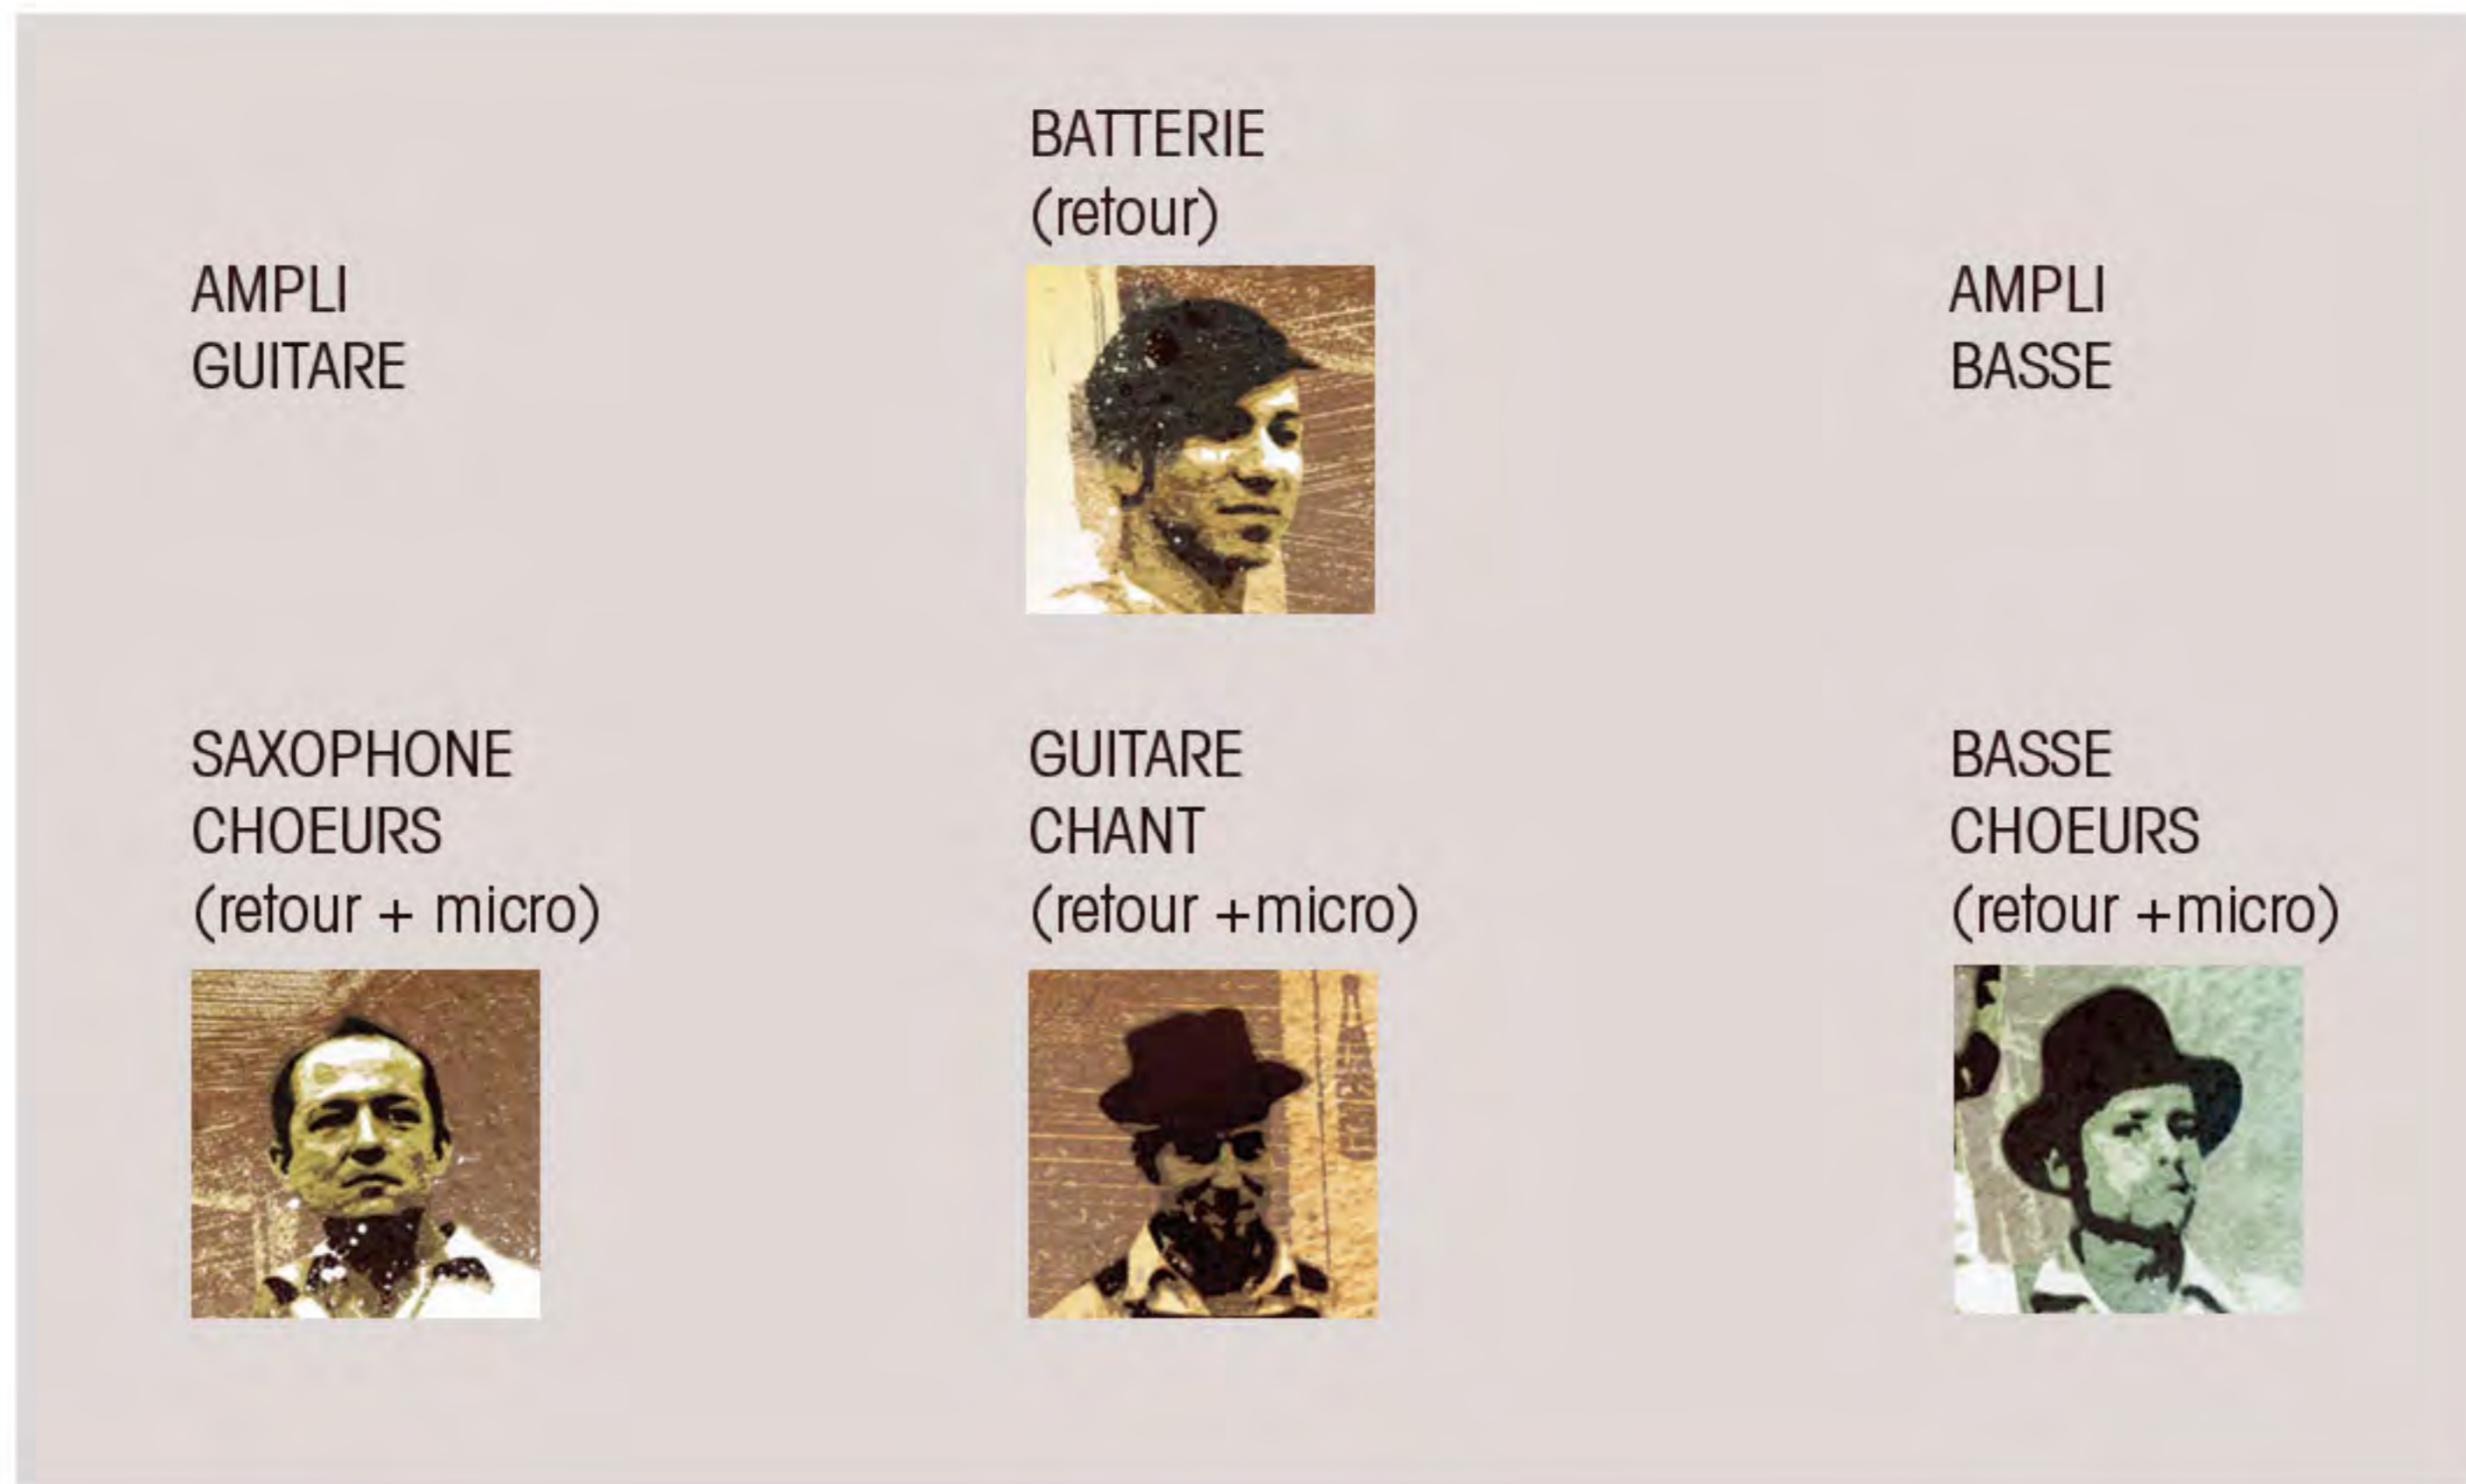 BATTERIE
(retour)
AMPLI
GUITARE
AMPLI
BASSE
SAXOPHONE
CHOEURS
(retour + micro)
GUITARE
CHANT
(retour +micro)
BASSE
CHOEURS
(retour +micro)